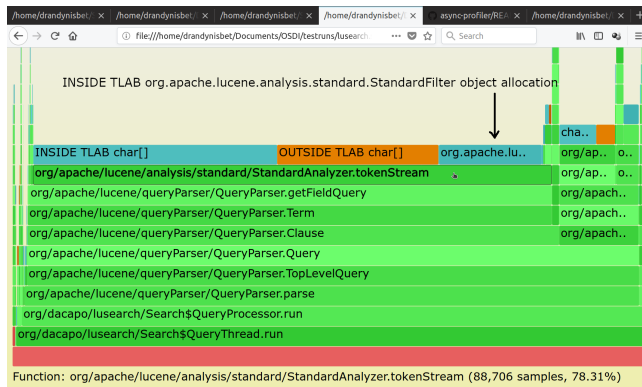 /home/drandynisbet/ × /home/drandynisbet/ × /home/drandynisbet/ × /home/drandynisbet/l × async-profiler/REA × /home/drandynisbet/ ×
file:///home/drandynisbet/Documents/OSDI/testruns/lusearch ··· Search
INSIDE TLAB org.apache.lucene.analysis.standard.StandardFilter object allocation
cha..
INSIDE TLAB char[] OUTSIDE TLAB char[] org.apache.lu.. org/ap.. o..
org/apache/lucene/analysis/standard/StandardAnalyzer.tokenStream org/ap.. o..
org/apache/lucene/queryParser/QueryParser.getFieldQuery org/apach..
org/apache/lucene/queryParser/QueryParser.Term org/apach..
org/apache/lucene/queryParser/QueryParser.Clause org/apach..
org/apache/lucene/queryParser/QueryParser.Query
org/apache/lucene/queryParser/QueryParser.TopLevelQuery
org/apache/lucene/queryParser/QueryParser.parse
org/dacapo/lusearch/Search$QueryProcessor.run
org/dacapo/lusearch/Search$QueryThread.run
Function: org/apache/lucene/analysis/standard/StandardAnalyzer.tokenStream (88,706 samples, 78.31%)